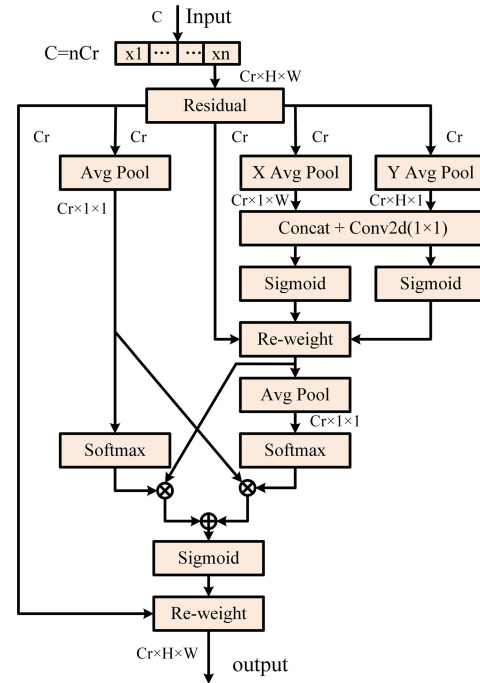 C Input
C=nCr x1 ... ... xn
Cr×H×W
Residual
Cr Cr Cr Cr Cr
Avg Pool X Avg Pool Y Avg Pool
Cr×1×1 Cr×1×W Cr×H×1
Concat + Conv2d(1×1)
Sigmoid Sigmoid
Re-weight
Avg Pool
Cr×1×1
Softmax Softmax
Sigmoid
Re-weight
Cr×H×W
output